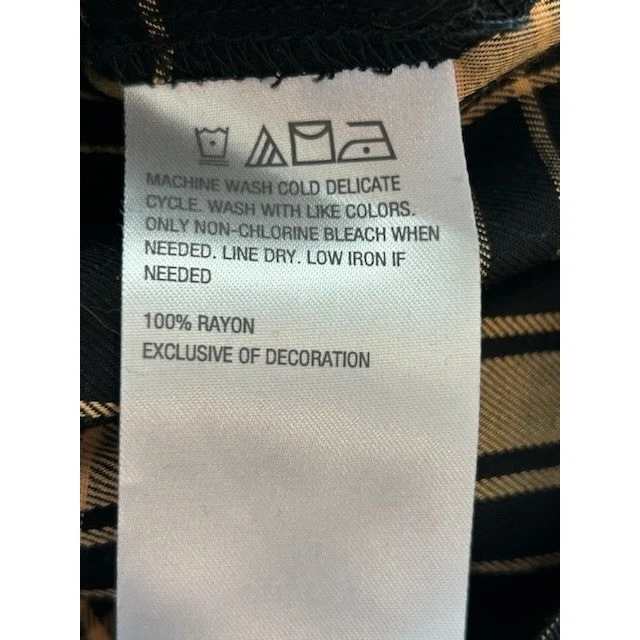 MACHINE WASH COLD DELICATE
CYCLE. WASH WITH LIKE COLORS.
ONLY NON-CHLORINE BLEACH WHEN
NEEDED. LINE DRY. LOW IRON IF
NEEDED
100% RAYON
EXCLUSIVE OF DECORATION